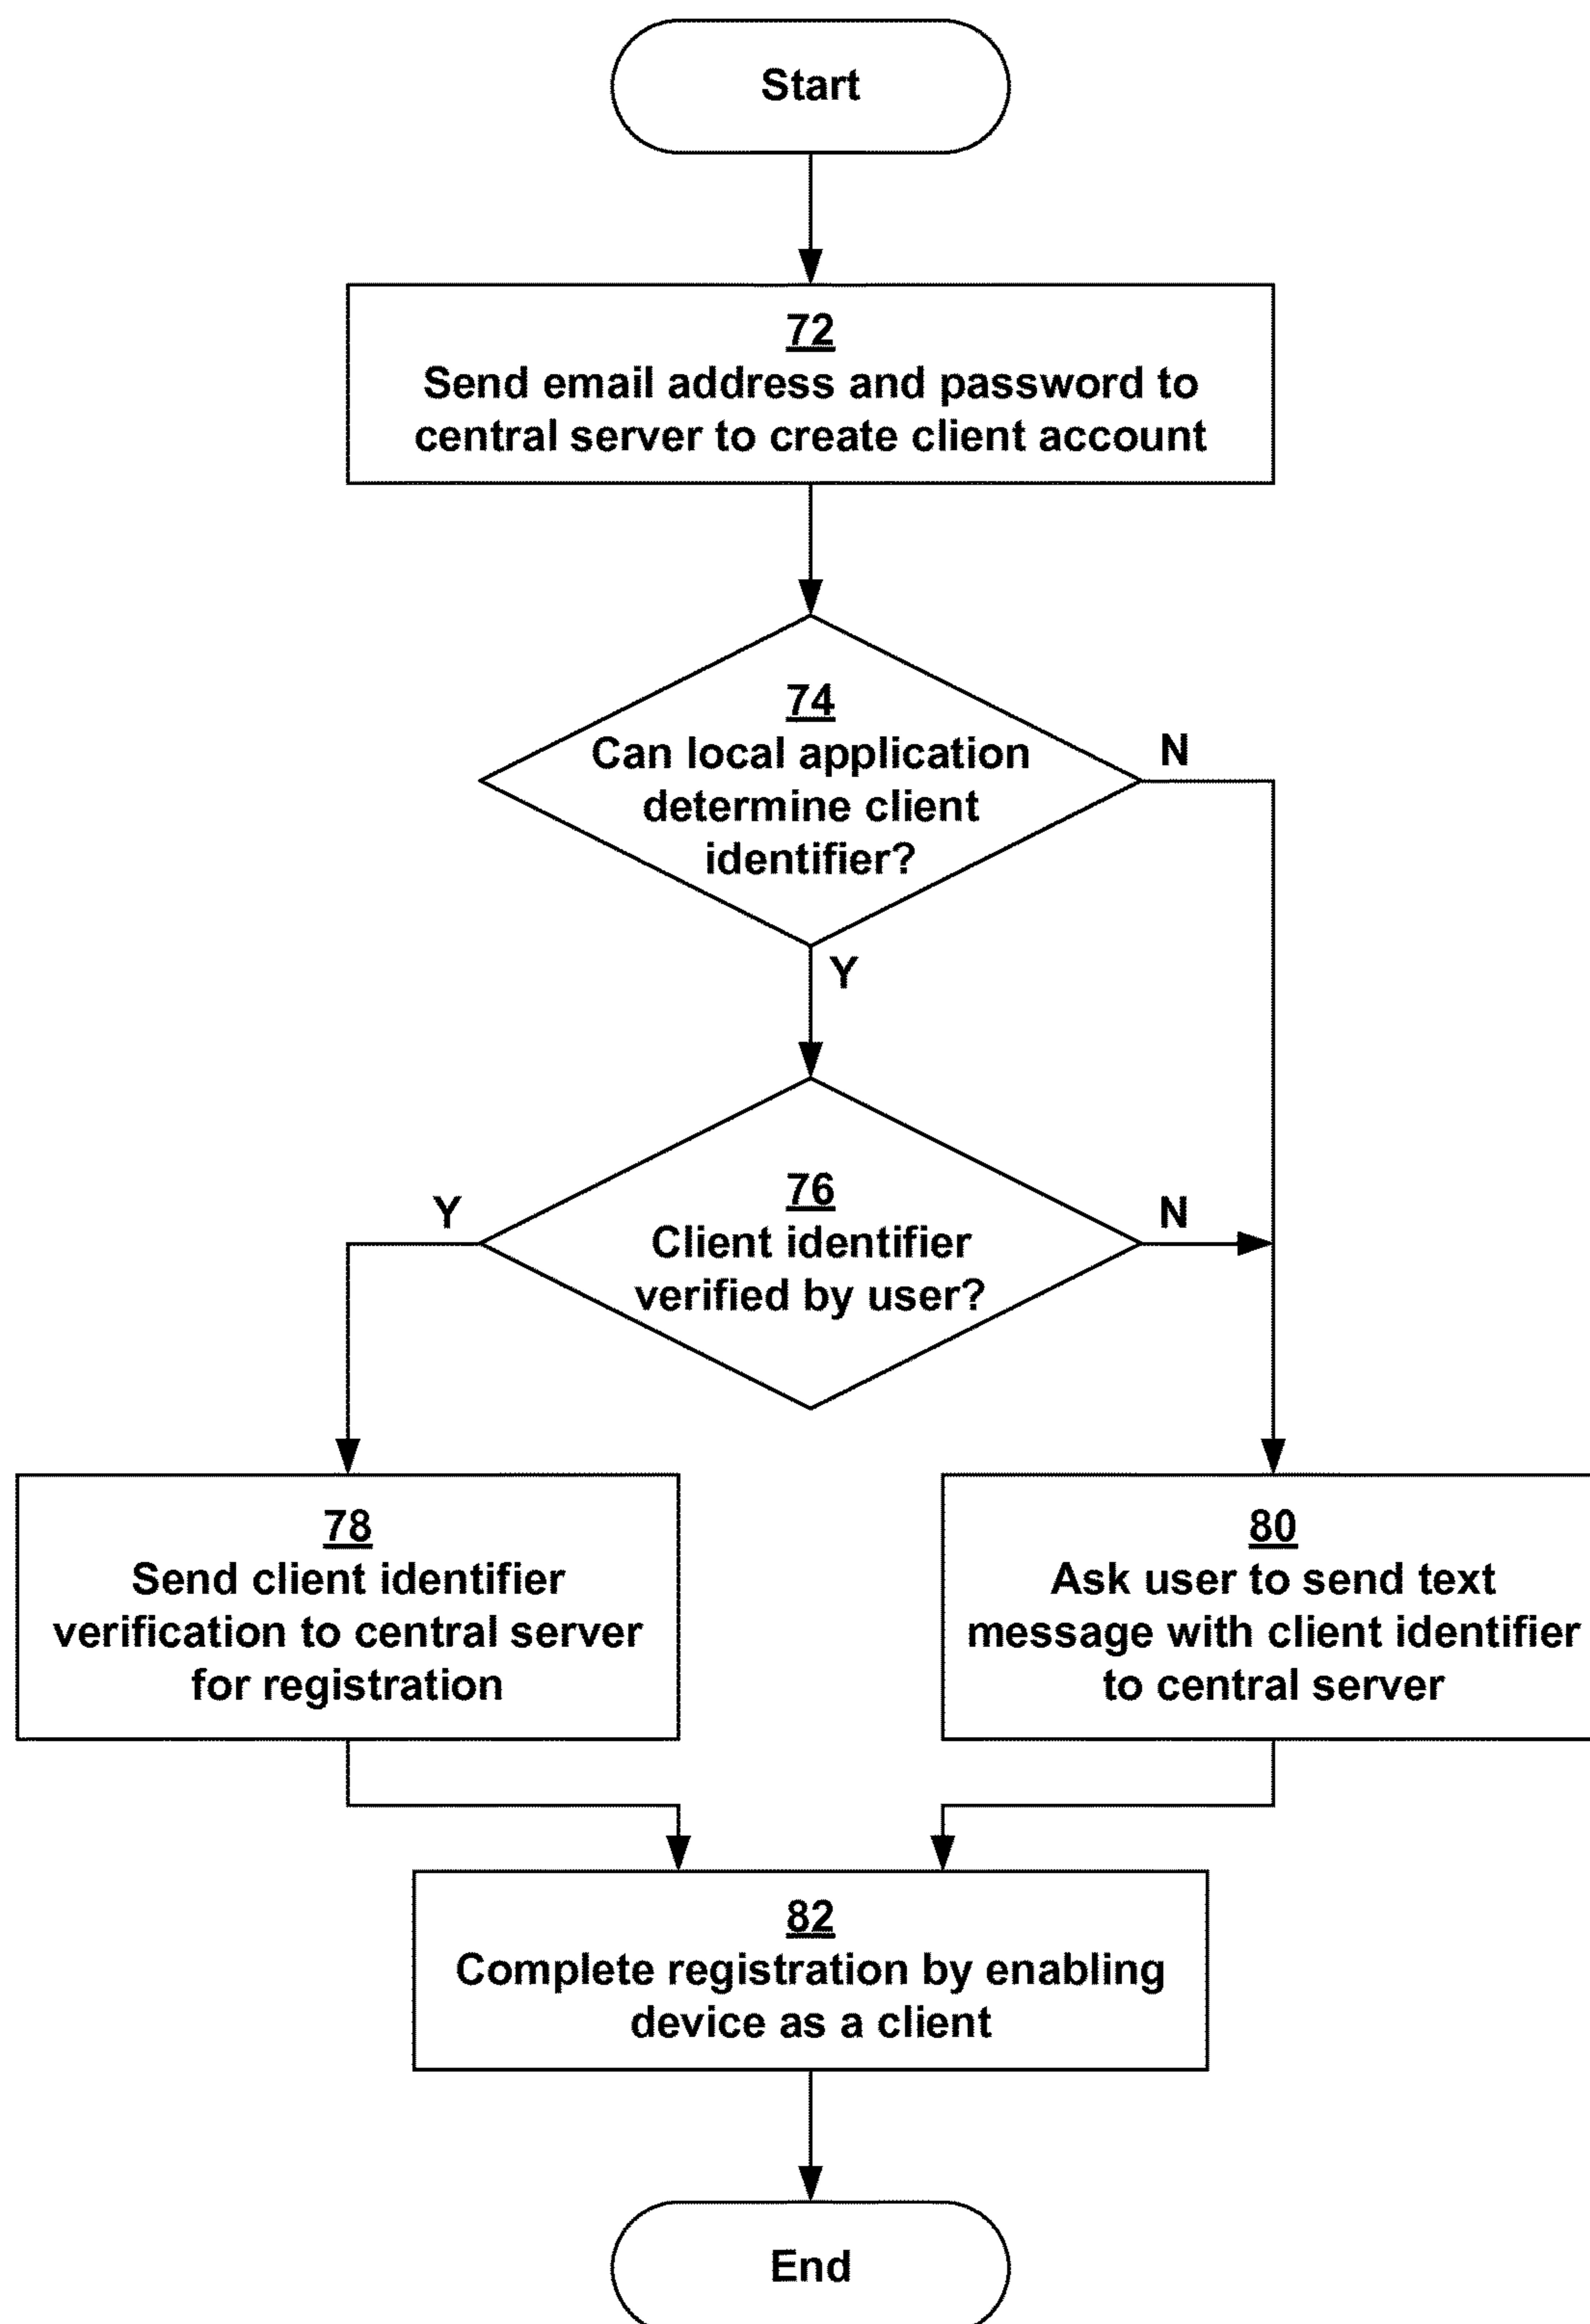 Start
72
Send email address and password to
central server to create client account
74
Can local application
determine client
identifier?
N
Y
76
Client identifier
verified by user?
Y
N
78
Send client identifier
verification to central server
for registration
80
Ask user to send text
message with client identifier
to central server
82
Complete registration by enabling
device as a client
End